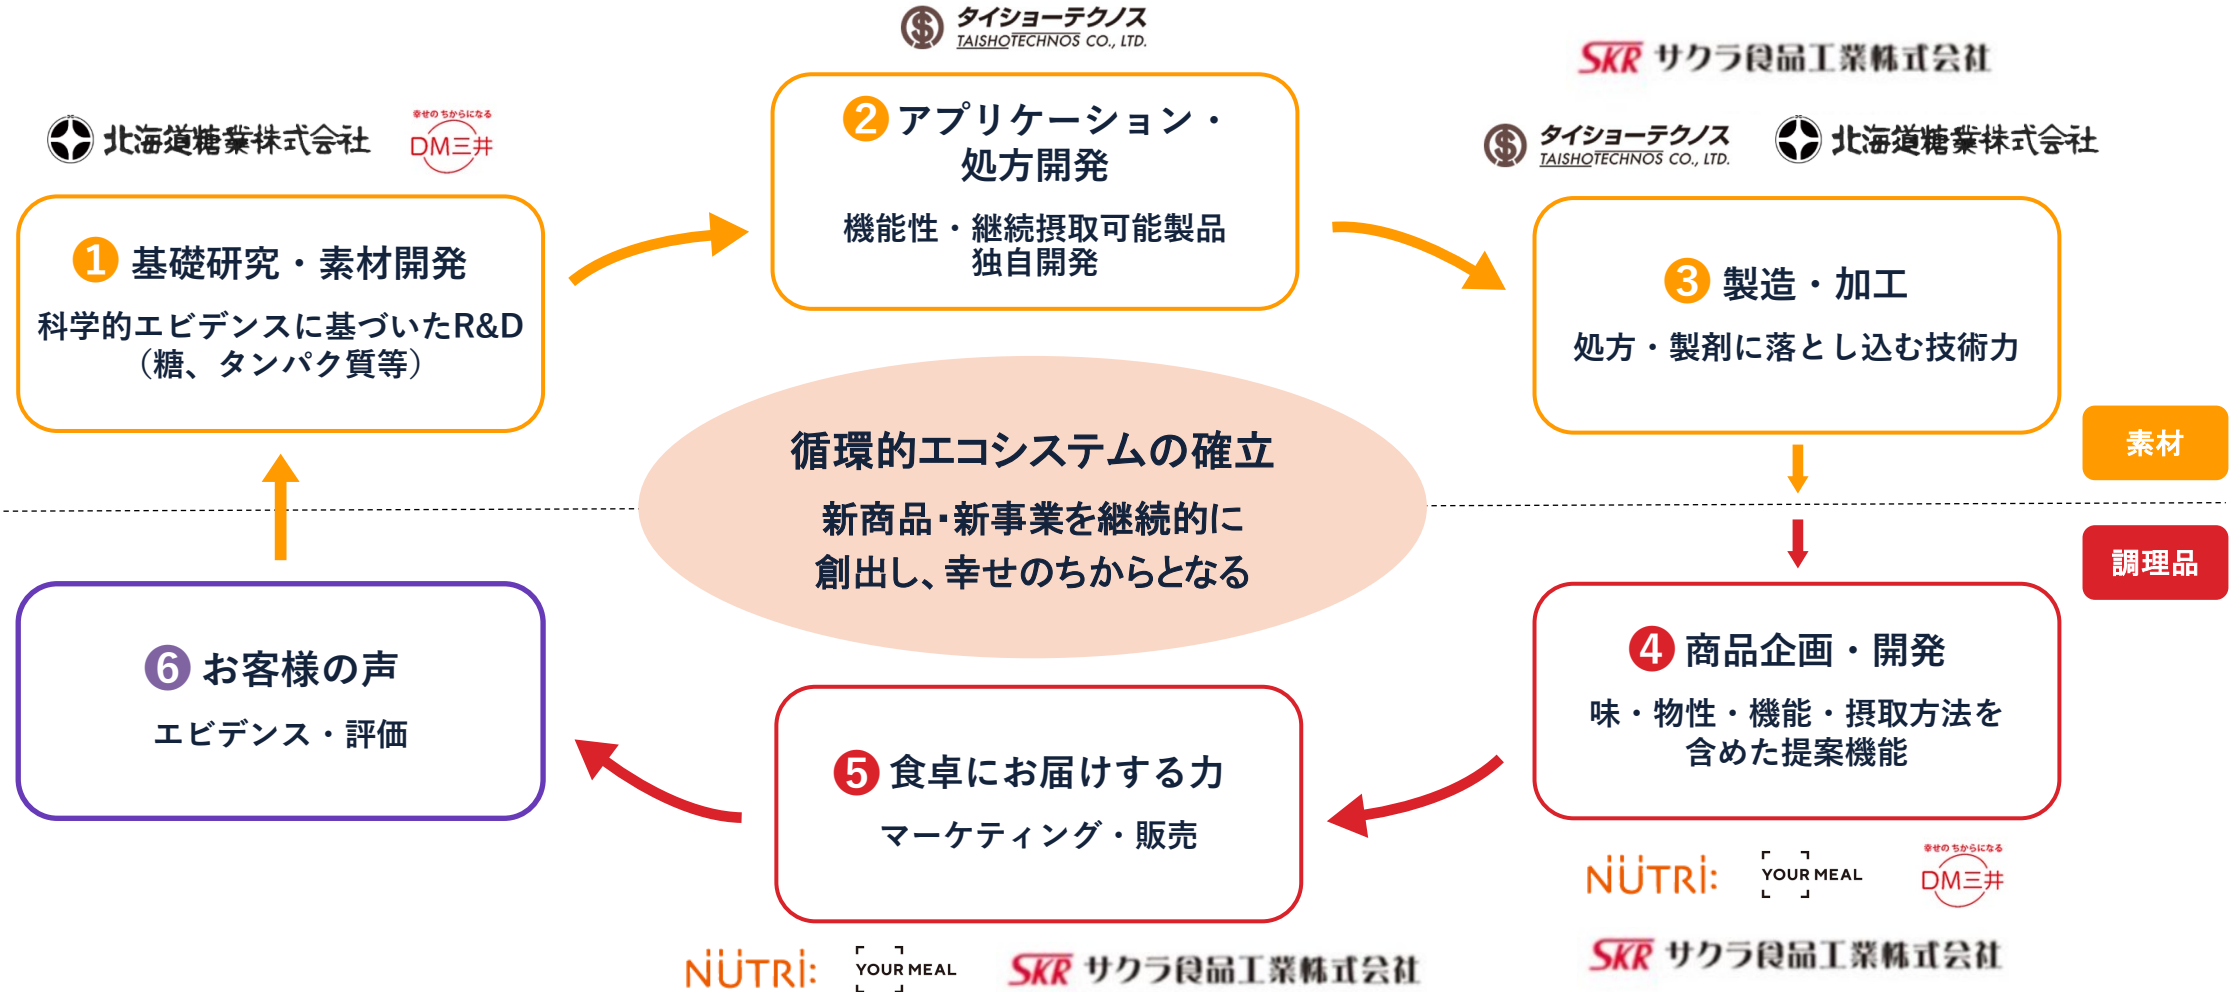 タイショーテクノス
TAISHOTECHNOS CO., LTD.
SKR サクラ食品工業株式会社
北海道糖業株式会社
幸せのちからになる
DM三井
タイショーテクノス
TAISHOTECHNOS CO., LTD.
北海道糖業株式会社
1 基礎研究・素材開発
科学的エビデンスに基づいたR&D
（糖、タンパク質等）
2 アプリケーション・
処方開発
機能性・継続摂取可能製品
独自開発
3 製造・加工
処方・製剤に落とし込む技術力
素材
循環的エコシステムの確立
新商品・新事業を継続的に
創出し、幸せのちからとなる
調理品
4 商品企画・開発
味・物性・機能・摂取方法を
含めた提案機能
5 食卓にお届けする力
マーケティング・販売
6 お客様の声
エビデンス・評価
NUTRI:
YOUR MEAL
幸せのちからになる
DM三井
SKR サクラ食品工業株式会社
NUTRI:
YOUR MEAL
SKR サクラ食品工業株式会社